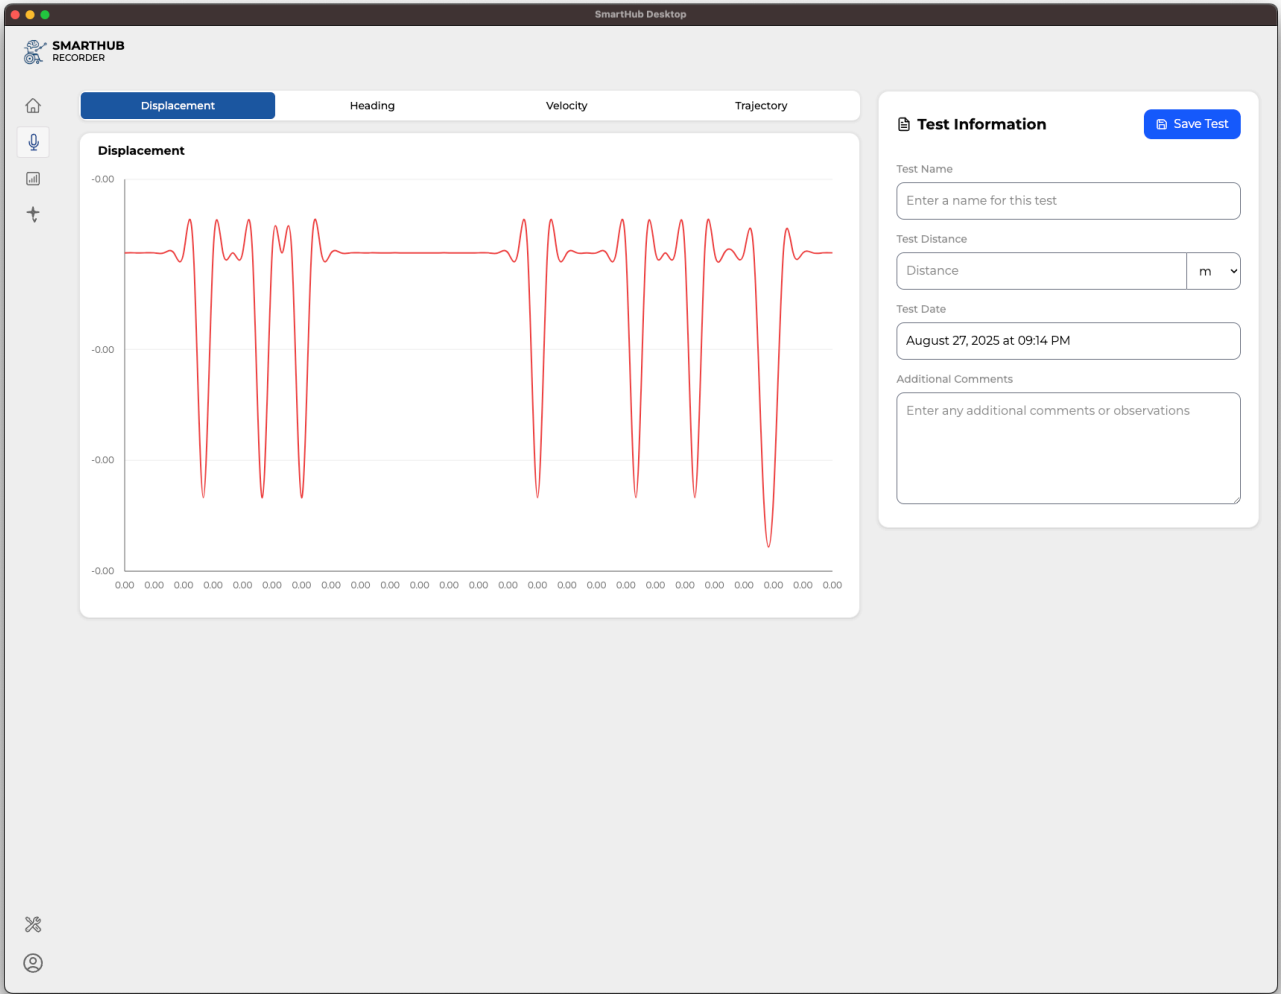 SmartHub Desktop
SMARTHUB
RECORDER
Displacement Heading Velocity Trajectory
Displacement
-0.00
-0.00
-0.00
-0.00
0.00 0.00 0.00 0.00 0.00 0.00 0.00 0.00 0.00 0.00 0.00 0.00 0.00 0.00 0.00 0.00 0.00 0.00 0.00 0.00 0.00 0.00 0.00 0.00 0.00
Test Information
Save Test
Test Name
Enter a name for this test
Test Distance
Distance m
Test Date
August 27, 2025 at 09:14 PM
Additional Comments
Enter any additional comments or observations